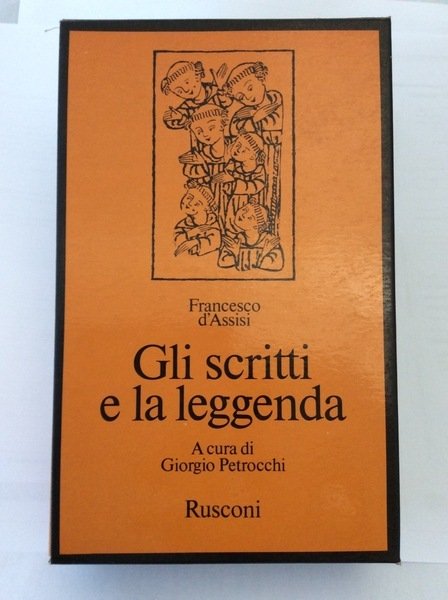 Francesco
d'Assisi
Gli scritti
e la leggenda
A cura di
Giorgio Petrocchi
Rusconi